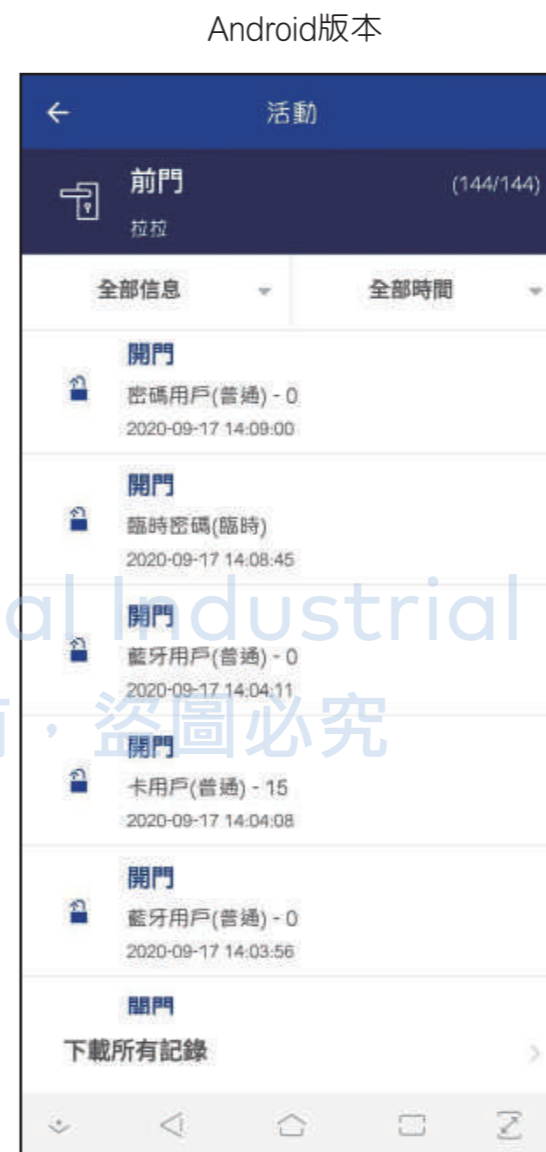 Android版本
活動
前門
(144/144)
拉拉
全部信息
全部時間
開門
密碼用戶(普通) - 0
2020-09-17 14:09:00
開門
臨時密碼(臨時)
2020-09-17 14:08:45
al Industrial
開門
藍牙用戶(普通) - 0
2020-09-17 14:04:11
，盜圖必究
開門
卡用戶(普通) - 15
2020-09-17 14:04:08
開門
藍牙用戶(普通) - 0
2020-09-17 14:03:56
開門
下載所有記錄